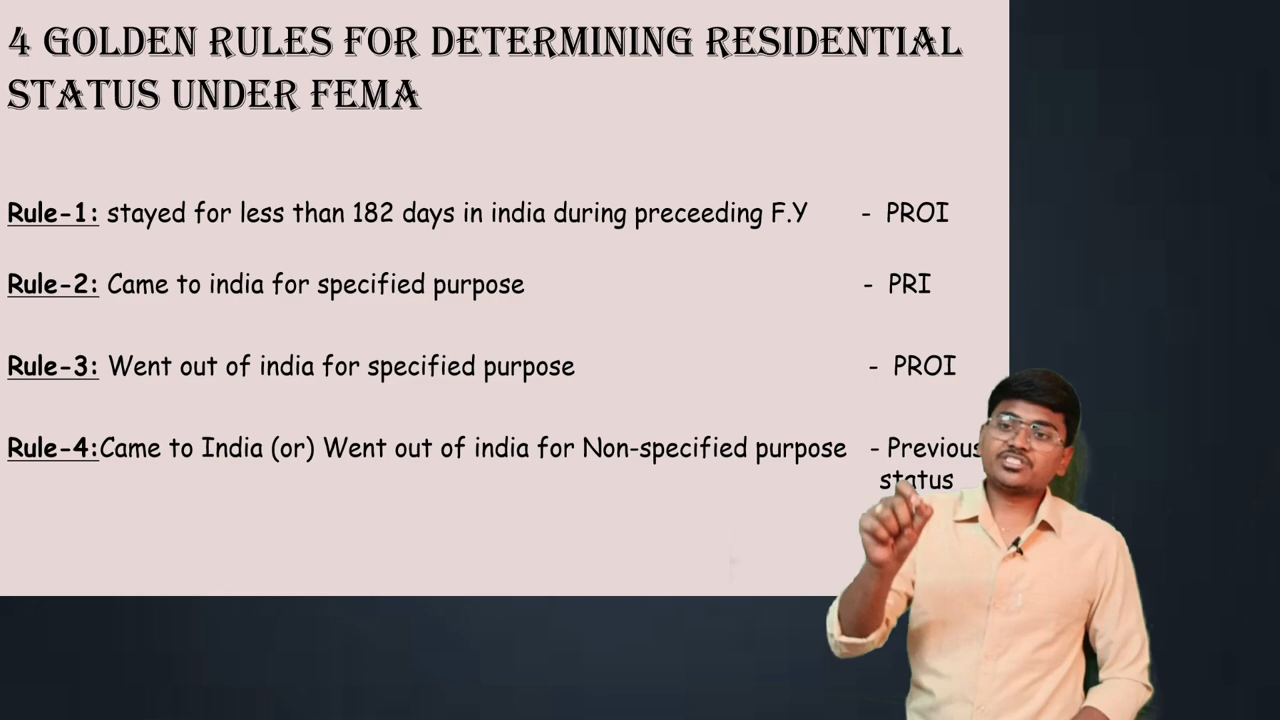 4 GOLDEN RULES FOR DETERMINING RESIDENTIAL
STATUS UNDER FEMA
Rule-1: stayed for less than 182 days in india during preceeding F.Y - PROI
Rule-2: Came to india for specified purpose - PRI
Rule-3: Went out of india for specified purpose - PROI
Rule-4:Came to India (or) Went out of india for Non-specified purpose - Previous
status